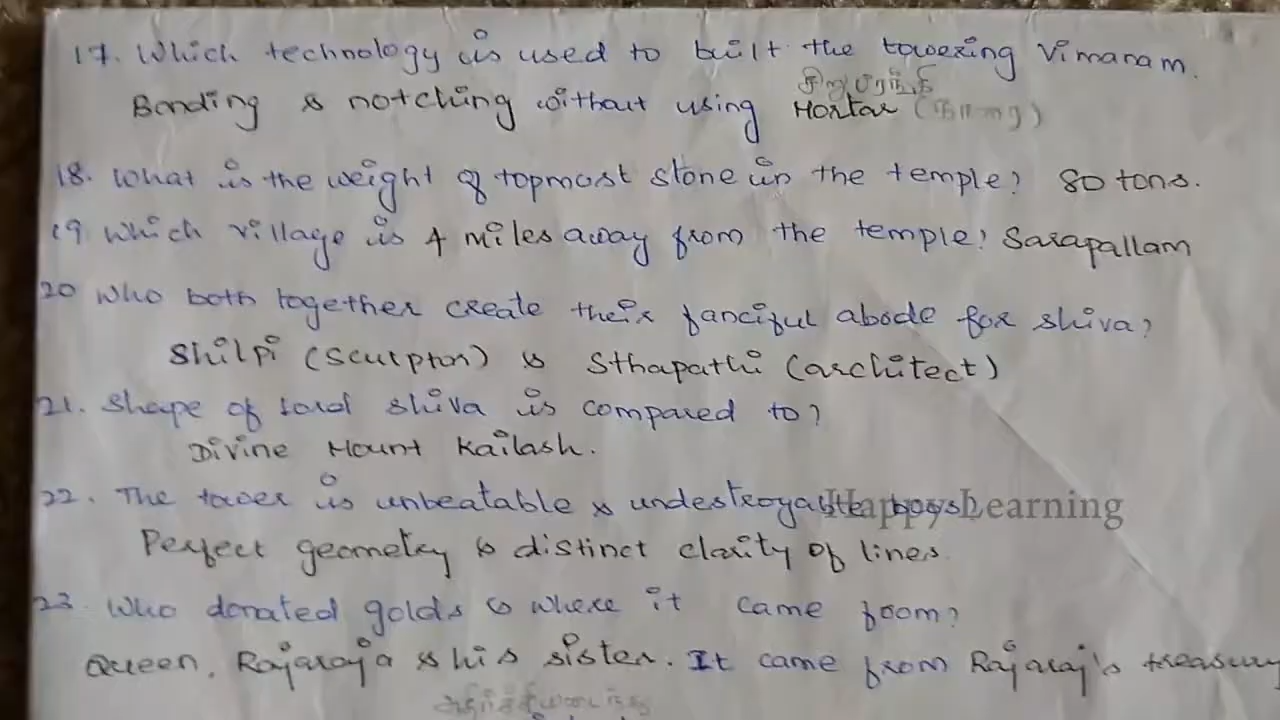 17. Which technology is used to built the towering Vimanam.
Bonding & notching without using Mortar
18. What is the weight of topmost stone in the temple? 80 tons.
19. Which village is 4 miles away from the temple? Sarapallam
20 Who both together create their fanciful abode for shiva?
Shilpi (sculptor) & Sthapathi (architect)
21. Shape of Lord Shiva is compared to?
Divine Mount Kailash.
22. The tower is unbeatable & undestroyable
HappysLearning
Perfect geometry & distinct clarity of lines.
23. Who donated golds & where it came from?
Queen, Rajaraja & his sister. It came from Rajaraj's treasury